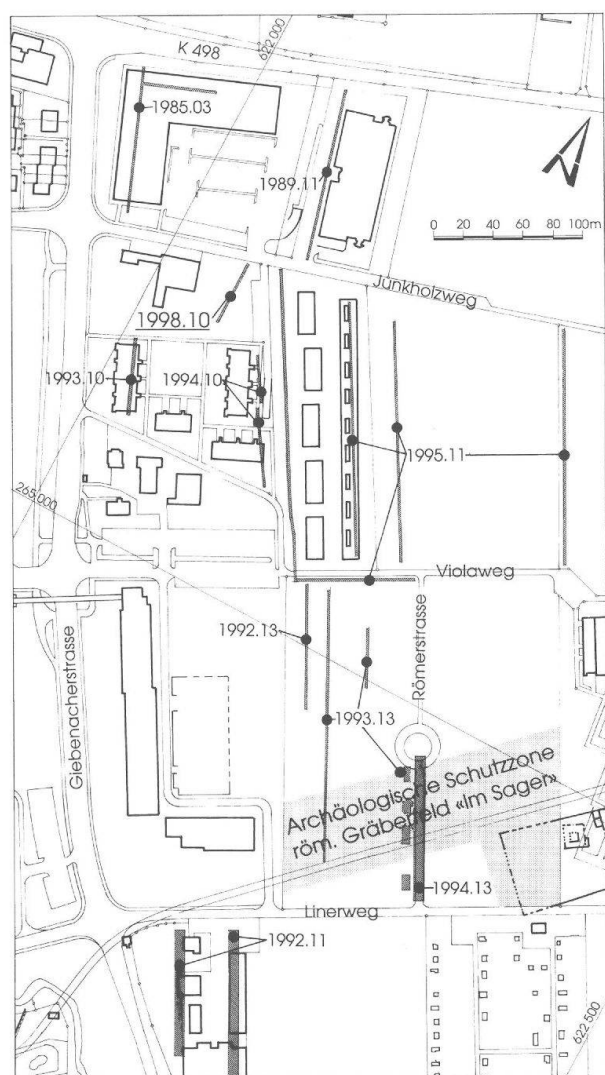 622 000
K 498
1985.03
1989.11
0 20 40 60 80 100m
Junkholzweg
1998.10
1993.10
1994.10
1995.11
265 000
Violaweg
1992.13
Römerstrasse
1993.13
Giebenacherstrasse
Archäologische Schutzzone
röm. Gräberfeld «Im Sager»
1994.13
Linerweg
1992.11
622 500